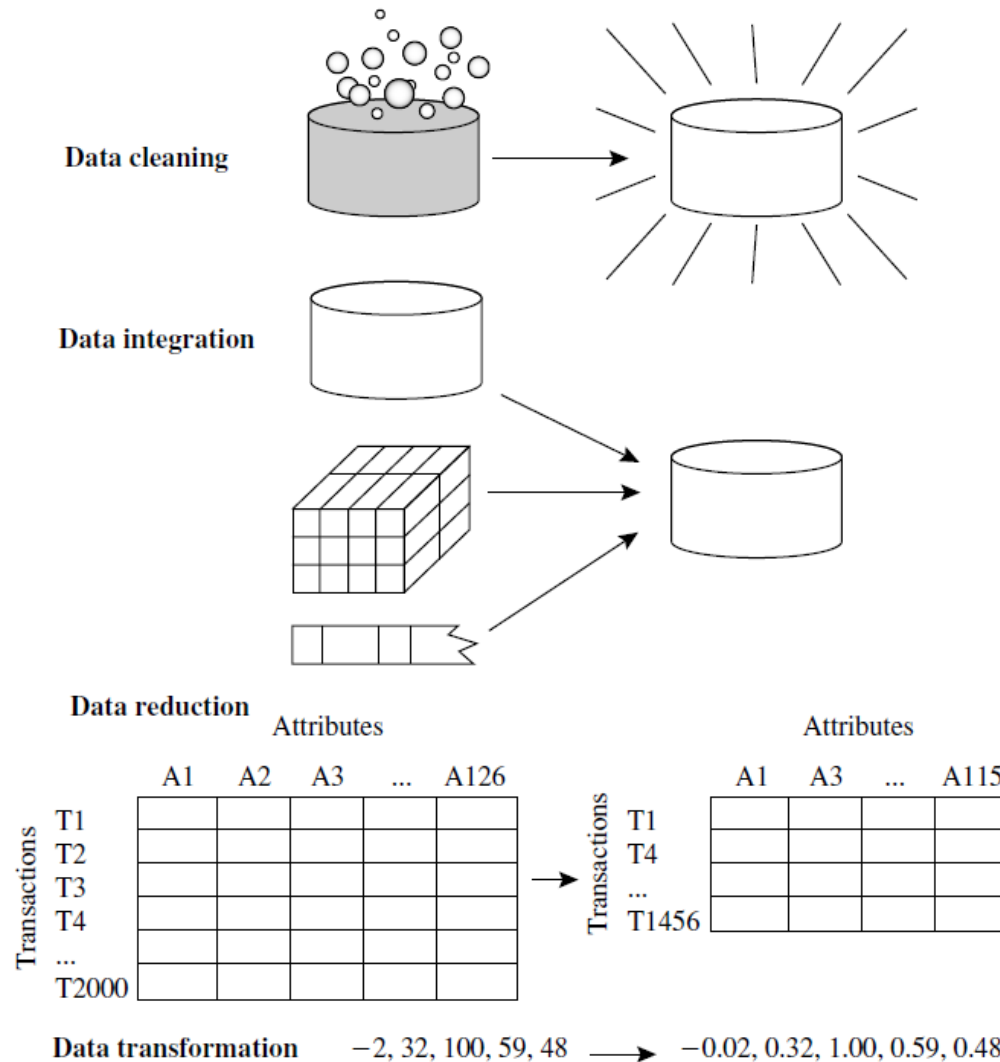 Data cleaning
Data integration
Data reduction
Attributes
A1 A2 A3 ... A126
Transactions
T1
T2
T3
T4
...
T2000
Attributes
A1 A3 ... A115
Transactions
T1
T4
...
T1456
Data transformation −2, 32, 100, 59, 48 −0.02, 0.32, 1.00, 0.59, 0.48